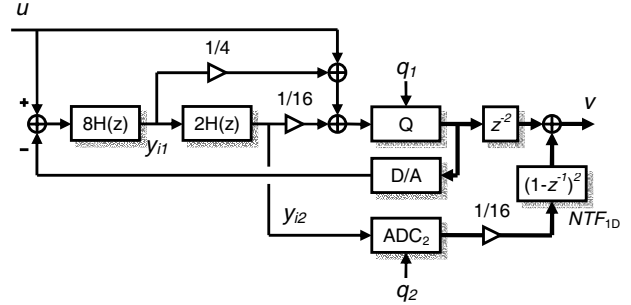 u
1/4
q1
1/16
+
8H(z)
2H(z)
Q
z-2
v
−
yi1
D/A
(1-z-1)2
1/16
NTF1D
yi2
ADC2
q2